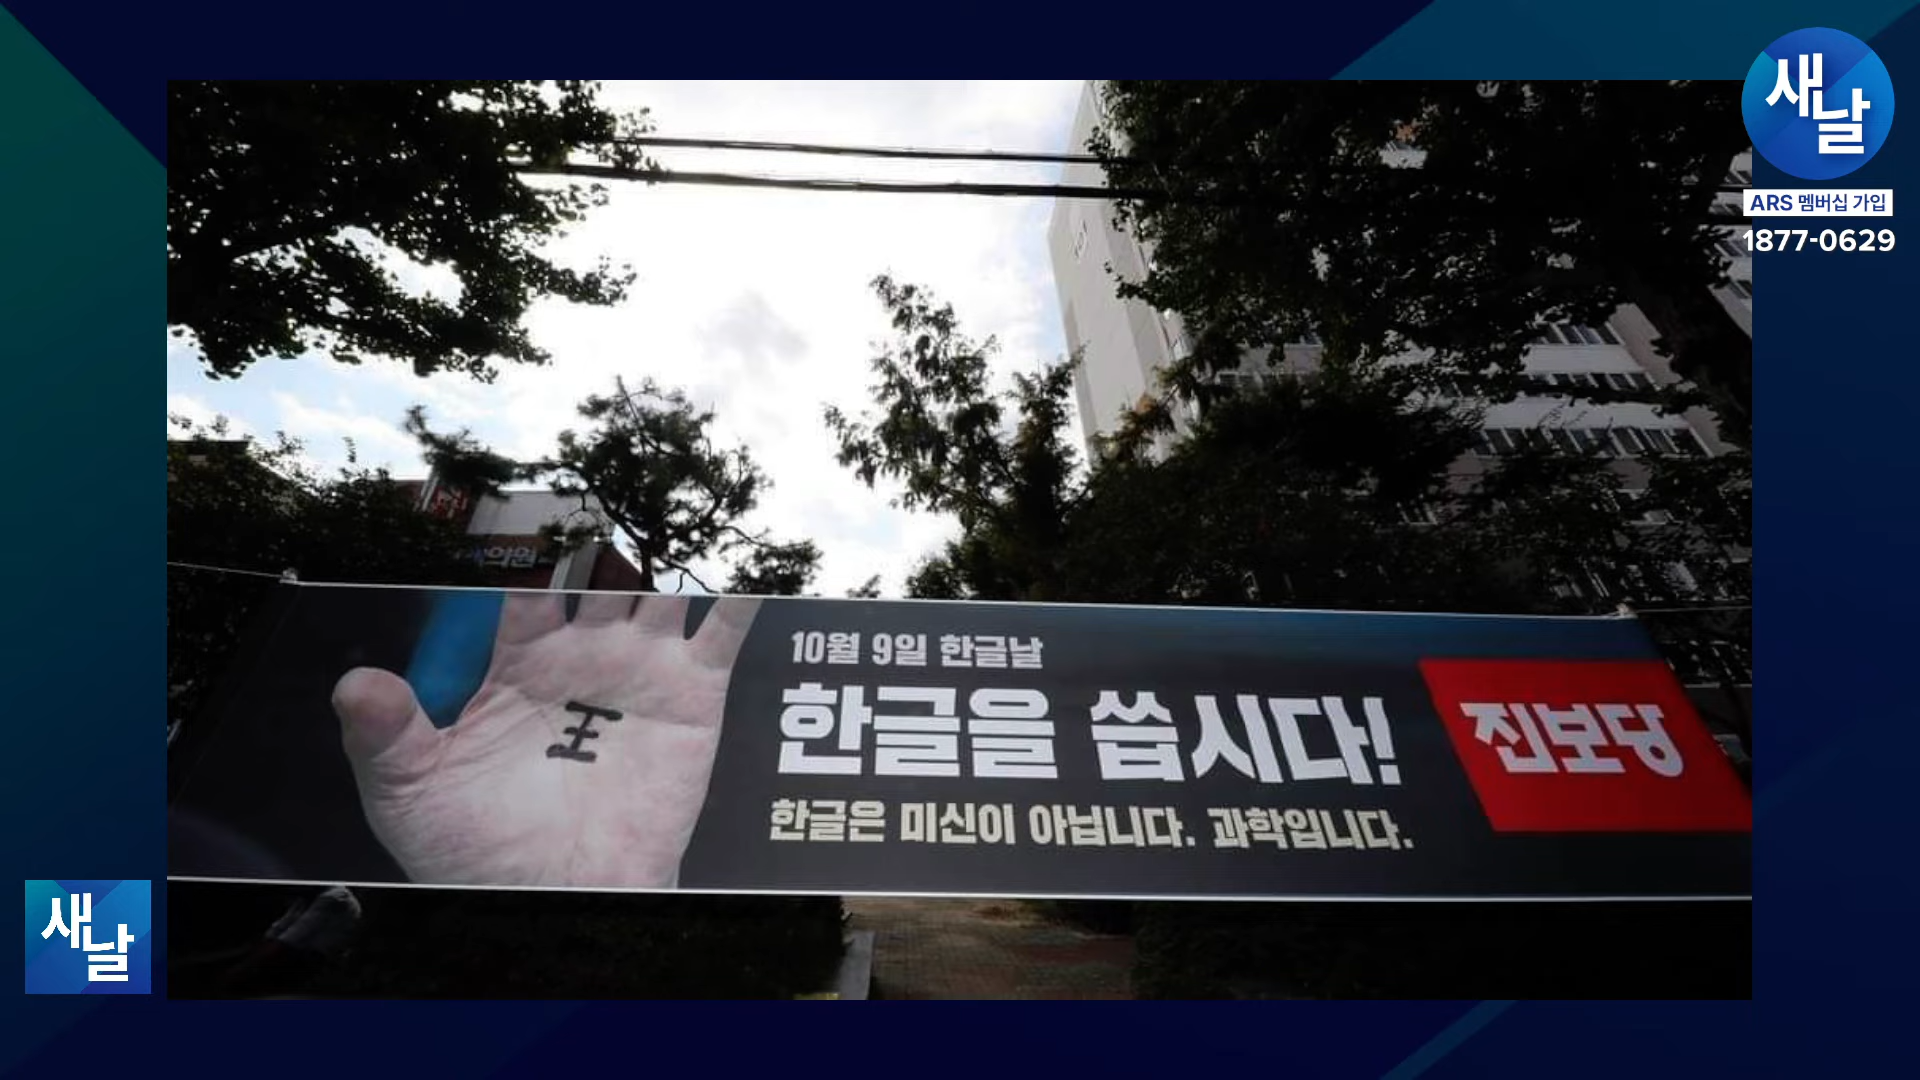 새날
ARS 멤버십 가입
1877-0629
10월 9일 한글날
한글을 씁시다!
한글은 미신이 아닙니다. 과학입니다.
진보당
王
새날